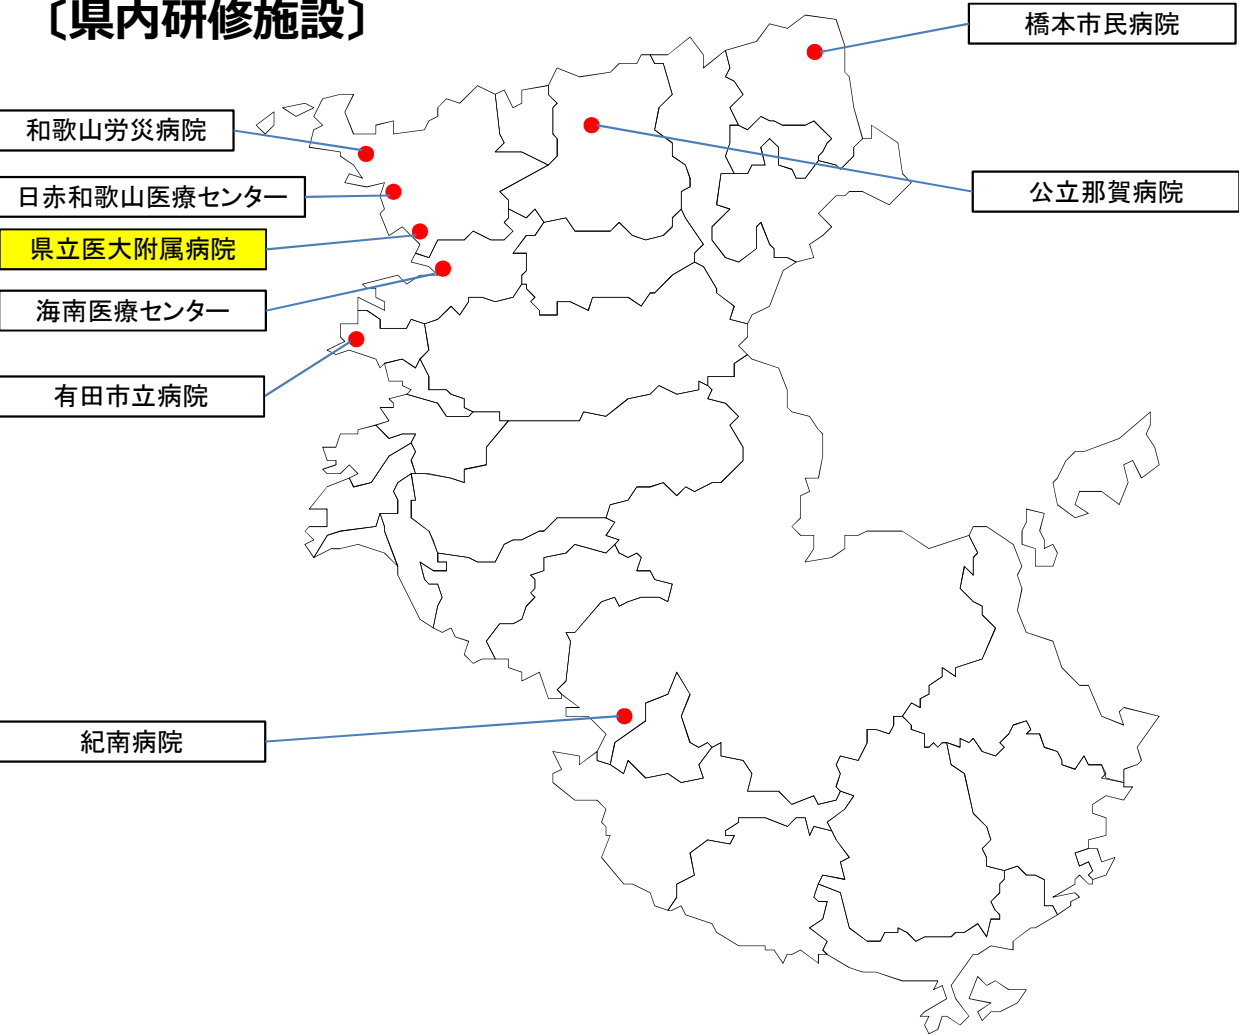 〔県内研修施設〕
橋本市民病院
和歌山労災病院
日赤和歌山医療センター
公立那賀病院
県立医大附属病院
海南医療センター
有田市立病院
紀南病院